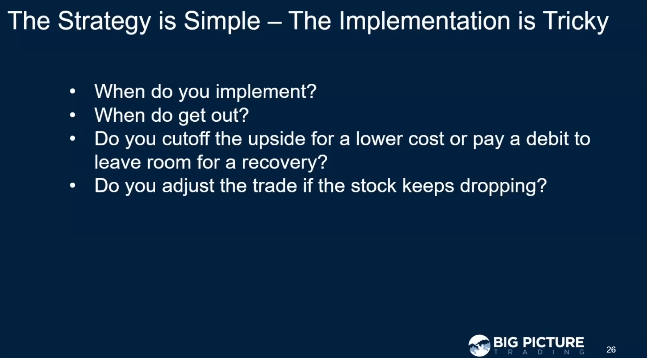 The Strategy is Simple – The Implementation is Tricky
• When do you implement?
• When do get out?
• Do you cutoff the upside for a lower cost or pay a debit to
leave room for a recovery?
• Do you adjust the trade if the stock keeps dropping?
BIG PICTURE
TRADING
26